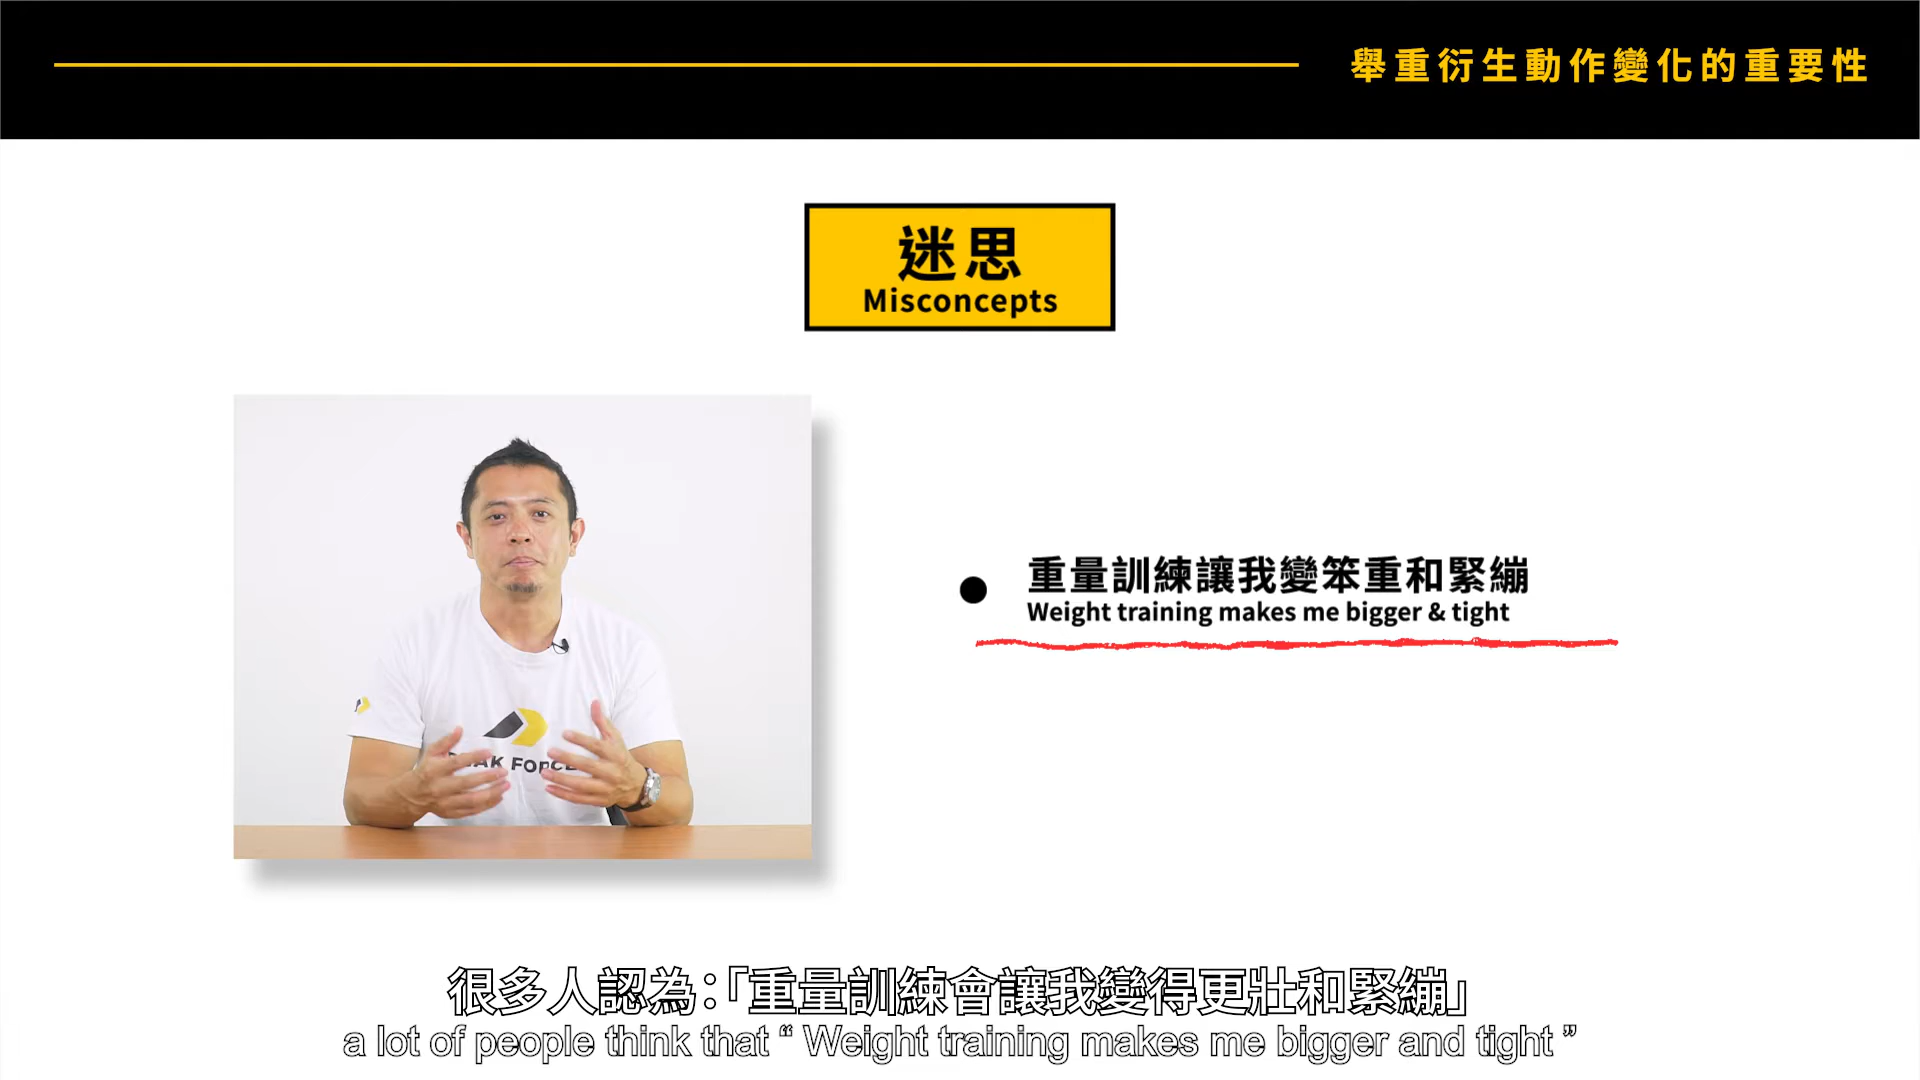 舉重衍生動作變化的重要性
迷思
Misconcepts
重量訓練讓我變笨重和緊繃
Weight training makes me bigger & tight
很多人認為：「重量訓練會讓我變得更壯和緊繃」
a lot of people think that “ Weight training makes me bigger and tight ”